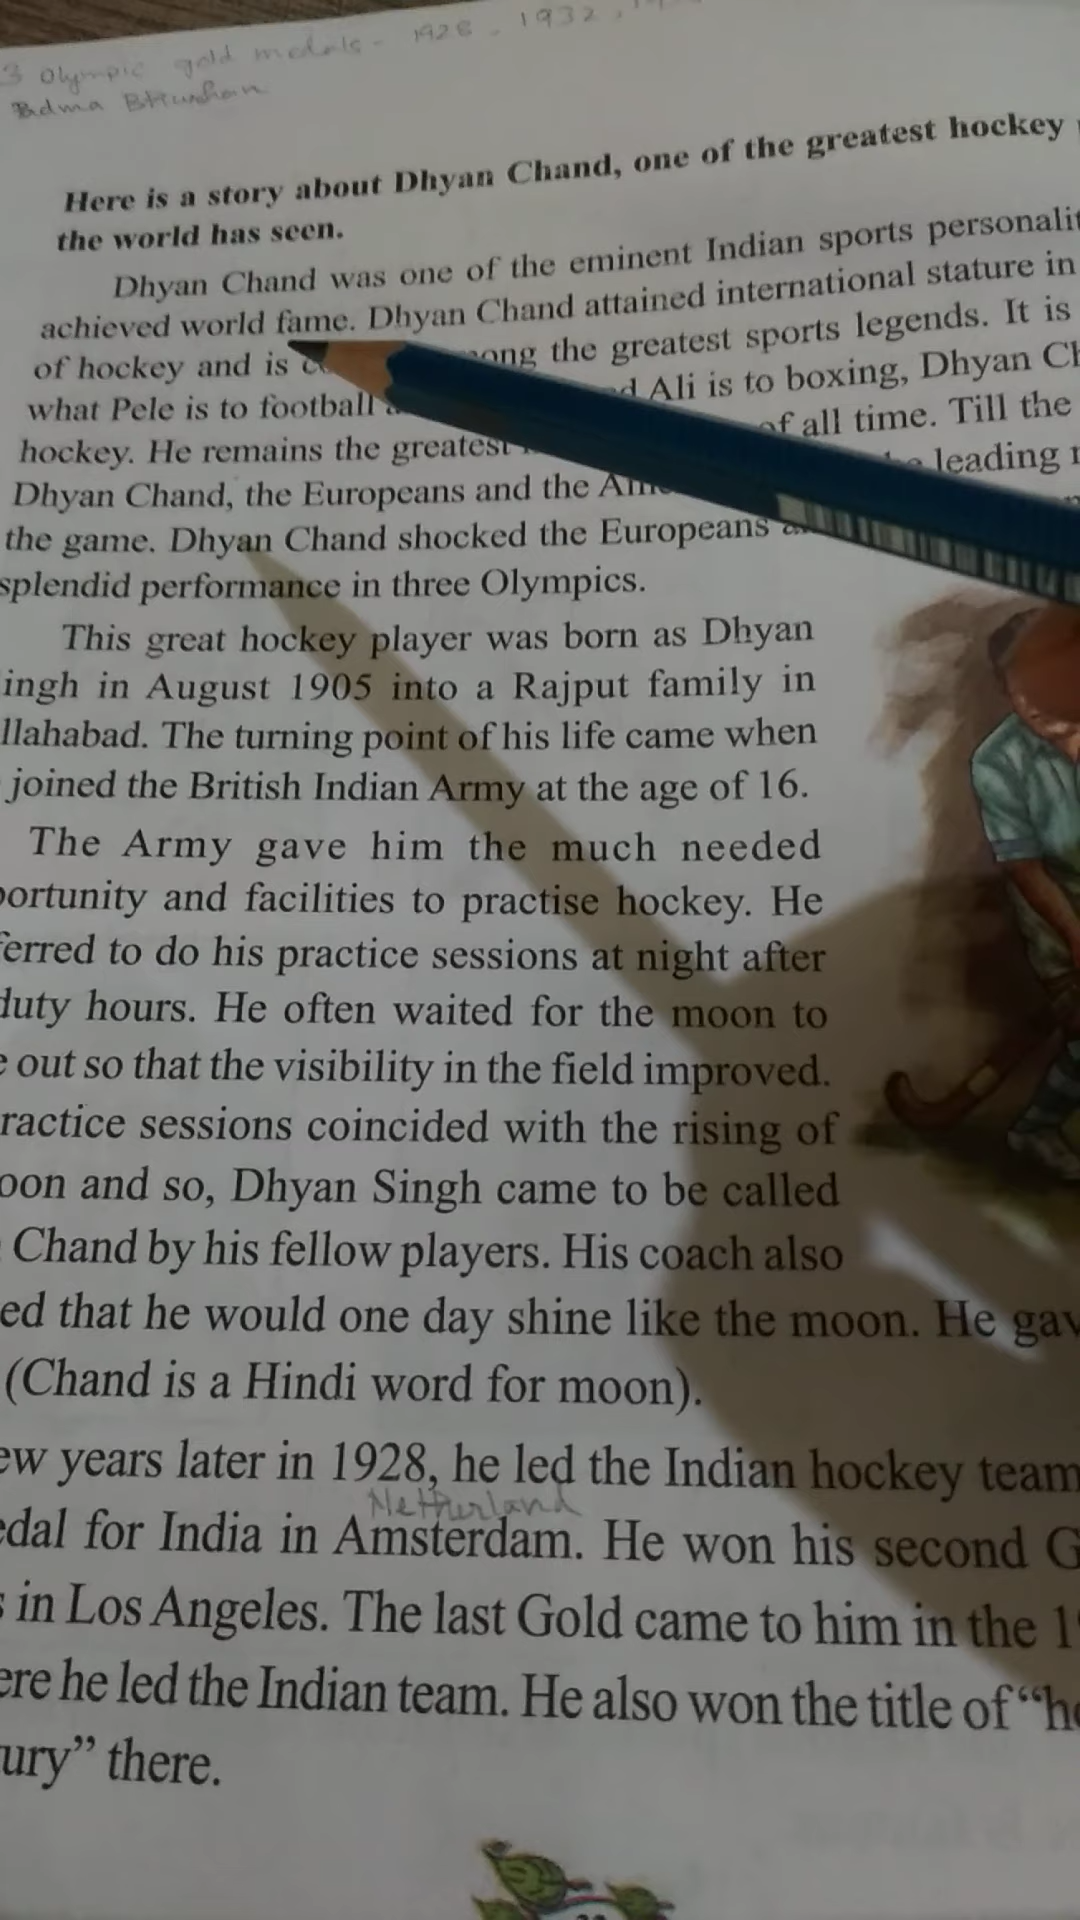 3 Olympic gold medals - 1928 - 1932,
Padma BHushan
Here is a story about Dhyan Chand, one of the greatest hockey
the world has seen.
Dhyan Chand was one of the eminent Indian sports
achieved world fame. Dhyan Chand attained international stature in
of hockey and is the greatest sports legends. It is
what Pele is to football Ali is to boxing, Dhyan
hockey. He remains the greatest of all time. Till the
Dhyan Chand, the Europeans and the leading
the game. Dhyan Chand shocked the Europeans
splendid performance in three Olympics.
This great hockey player was born as Dhyan
ingh in August 1905 into a Rajput family in
llahabad. The turning point of his life came when
joined the British Indian Army at the age of 16.
The Army gave him the much needed
portunity and facilities to practise hockey. He
ferred to do his practice sessions at night after
duty hours. He often waited for the moon to
e out so that the visibility in the field improved.
ractice sessions coincided with the rising of
oon and so, Dhyan Singh came to be called
Chand by his fellow players. His coach also
ed that he would one day shine like the moon. He gav
(Chand is a Hindi word for moon).
ew years later in 1928, he led the Indian hockey team
Netherland
edal for India in Amsterdam. He won his second G
s in Los Angeles. The last Gold came to him in the 1
ere he led the Indian team. He also won the title of “h
ury” there.